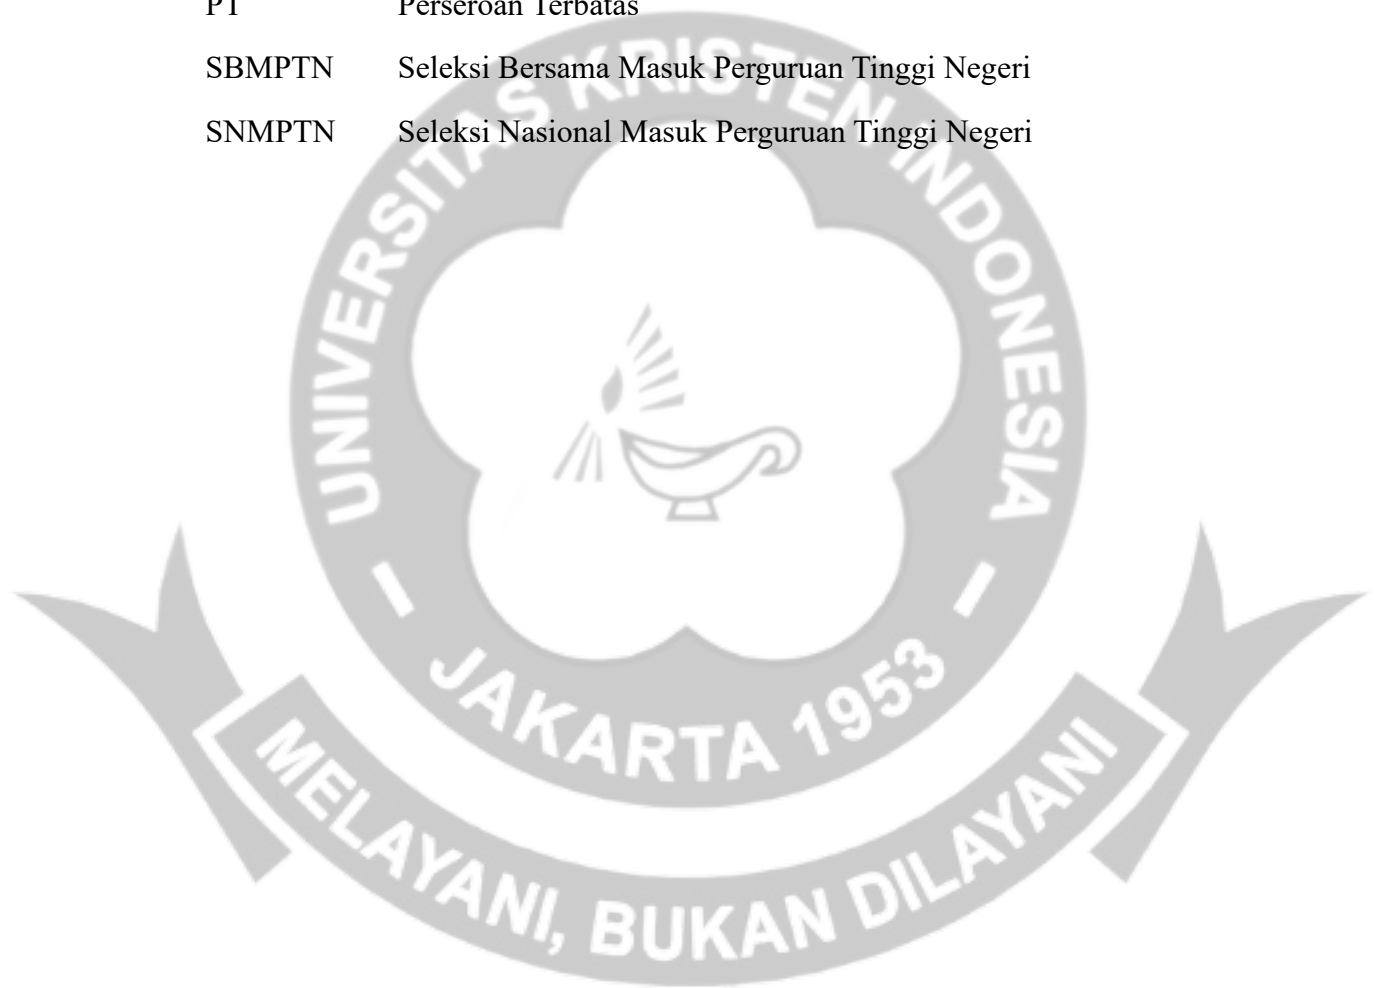 PT Perseroan Terbatas
SBMPTN Seleksi Bersama Masuk Perguruan Tinggi Negeri
SNMPTN Seleksi Nasional Masuk Perguruan Tinggi Negeri
UNIVERSITAS KRISTEN INDONESIA
JAKARTA 1953
MELAYANI, BUKAN DILAYANI